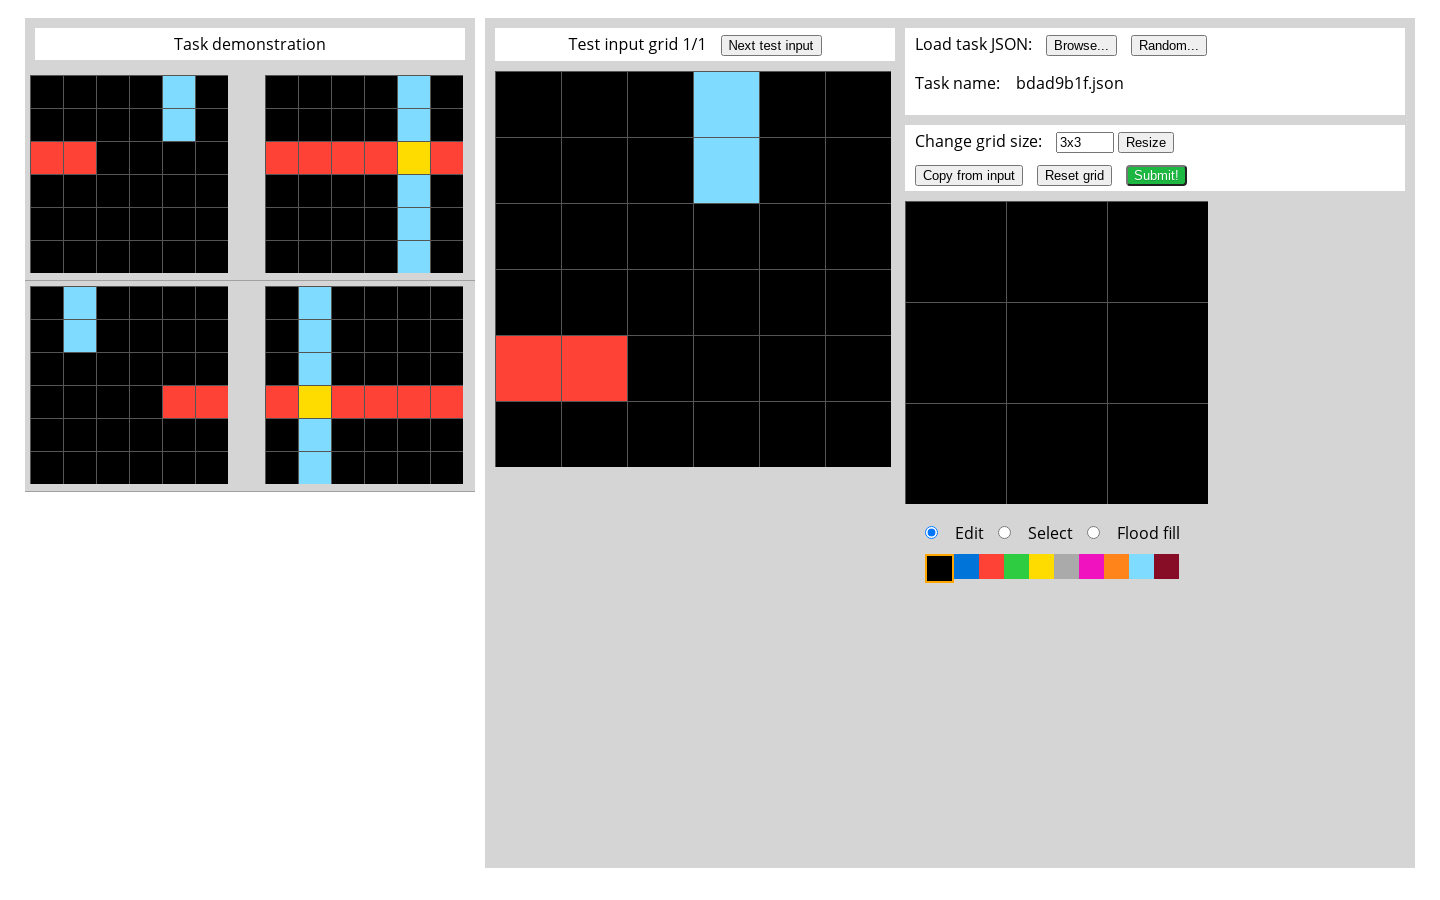 Task demonstration
Test input grid 1/1 Next test input
Load task JSON: Browse... Random...
Task name: bdad9b1f.json
Change grid size: 3x3 Resize
Copy from input Reset grid Submit!
Edit Select Flood fill